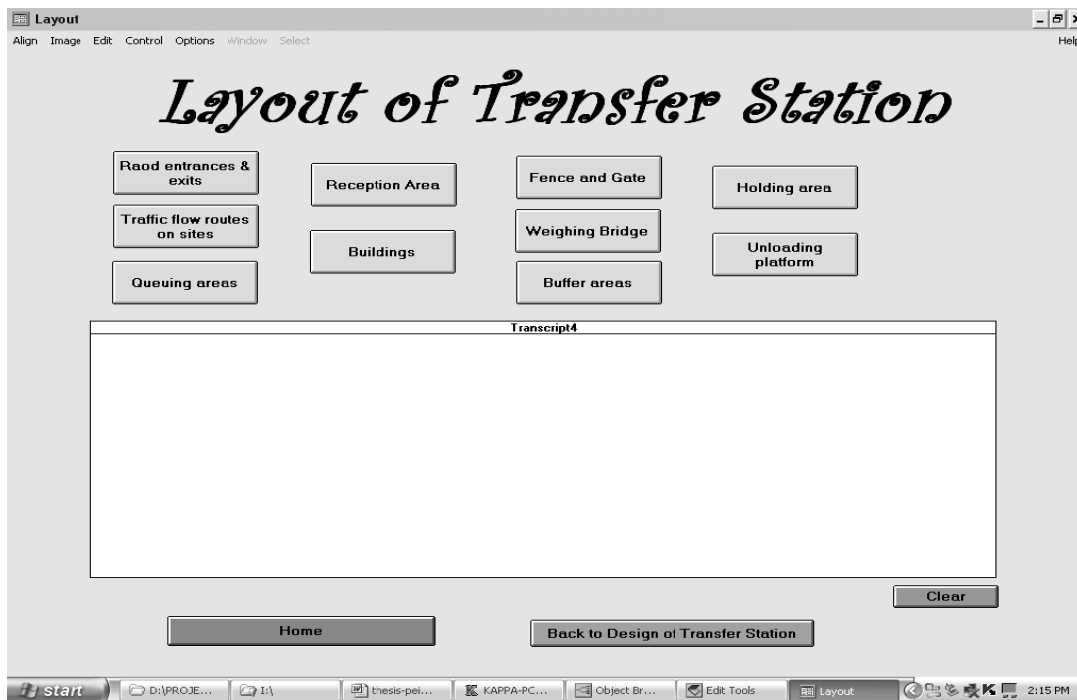 Layout
Align Image Edit Control Options Window Select Help
Layout of Transfer Station
Raod entrances &
exits
Reception Area
Fence and Gate
Holding area
Traffic flow routes
on sites
Buildings
Weighing Bridge
Unloading
platform
Queuing areas
Buffer areas
Transcript4
Clear
Home
Back to Design of Transfer Station
start
D:\PROJE...
I:\
thesis-pei...
KAPPA-PC...
Object Br...
Edit Tools
Layout
2:15 PM